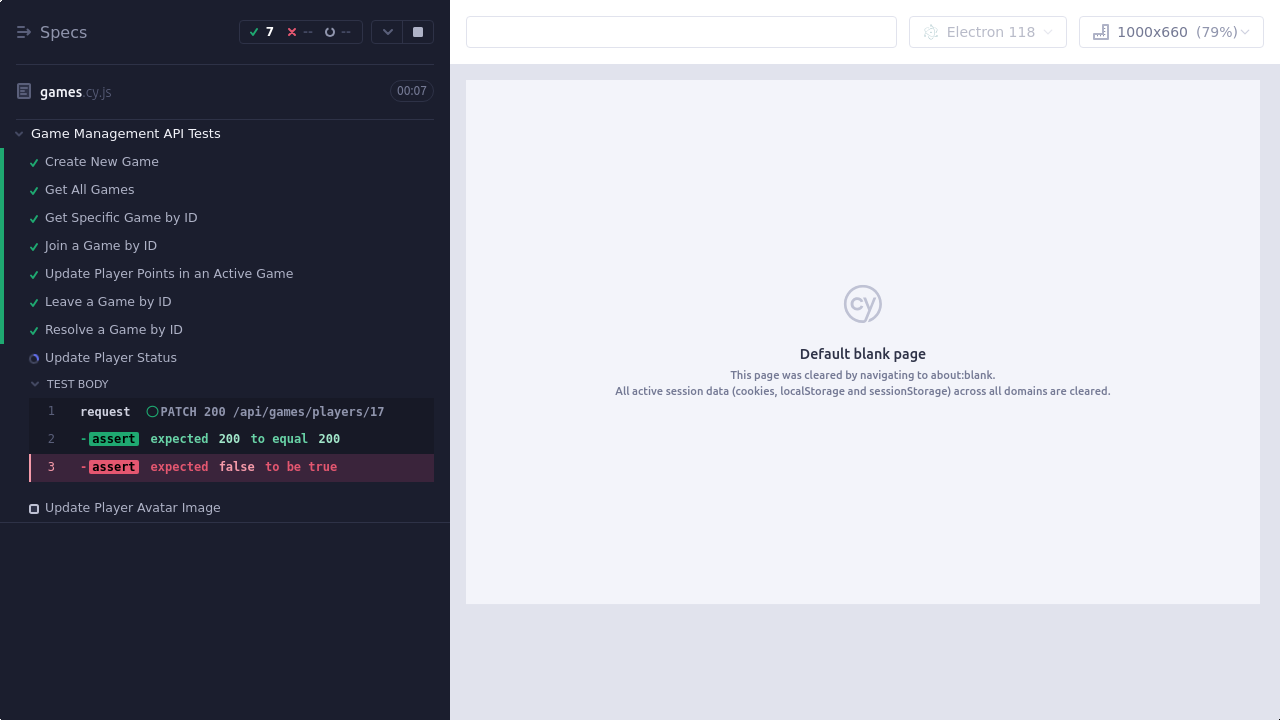 Specs
7
--
--
games.cy.js
00:07
Game Management API Tests
Create New Game
Get All Games
Get Specific Game by ID
Join a Game by ID
Update Player Points in an Active Game
Leave a Game by ID
Resolve a Game by ID
Update Player Status
TEST BODY
1 request PATCH 200 /api/games/players/17
2 -assert expected 200 to equal 200
3 -assert expected false to be true
Update Player Avatar Image
Electron 118
1000x660 (79%)
cy
Default blank page
This page was cleared by navigating to about:blank.
All active session data (cookies, localStorage and sessionStorage) across all domains are cleared.